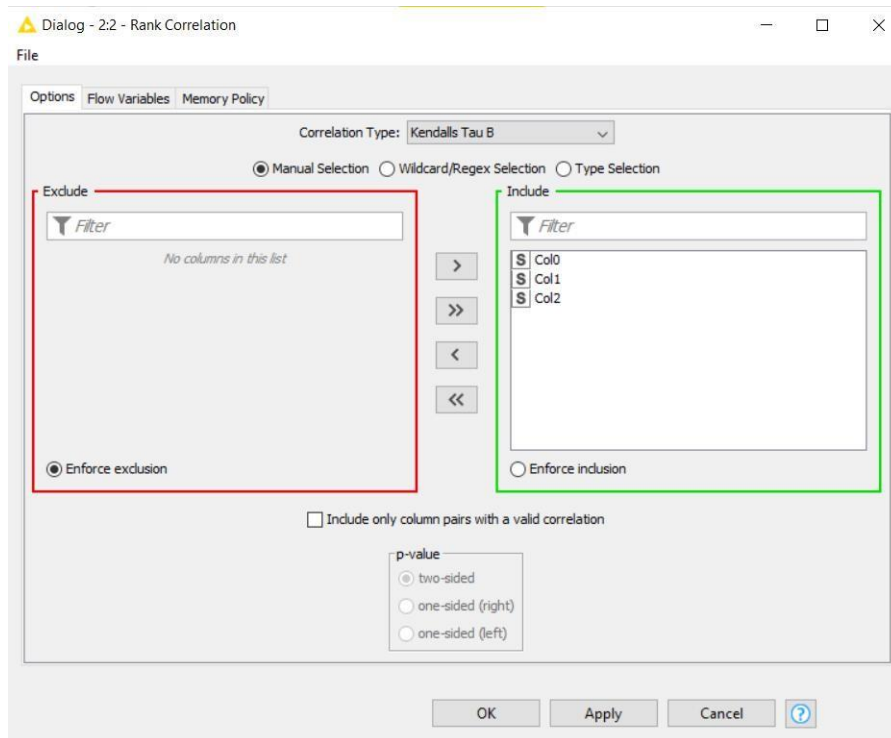 Dialog - 2:2 - Rank Correlation
File
Options Flow Variables Memory Policy
Correlation Type: Kendalls Tau B
Manual Selection Wildcard/Regex Selection Type Selection
Exclude
Filter
No columns in this list
Enforce exclusion
>
>>
<
<<
Include
Filter
S Col0
S Col1
S Col2
Enforce inclusion
Include only column pairs with a valid correlation
p-value
two-sided
one-sided (right)
one-sided (left)
OK Apply Cancel ?